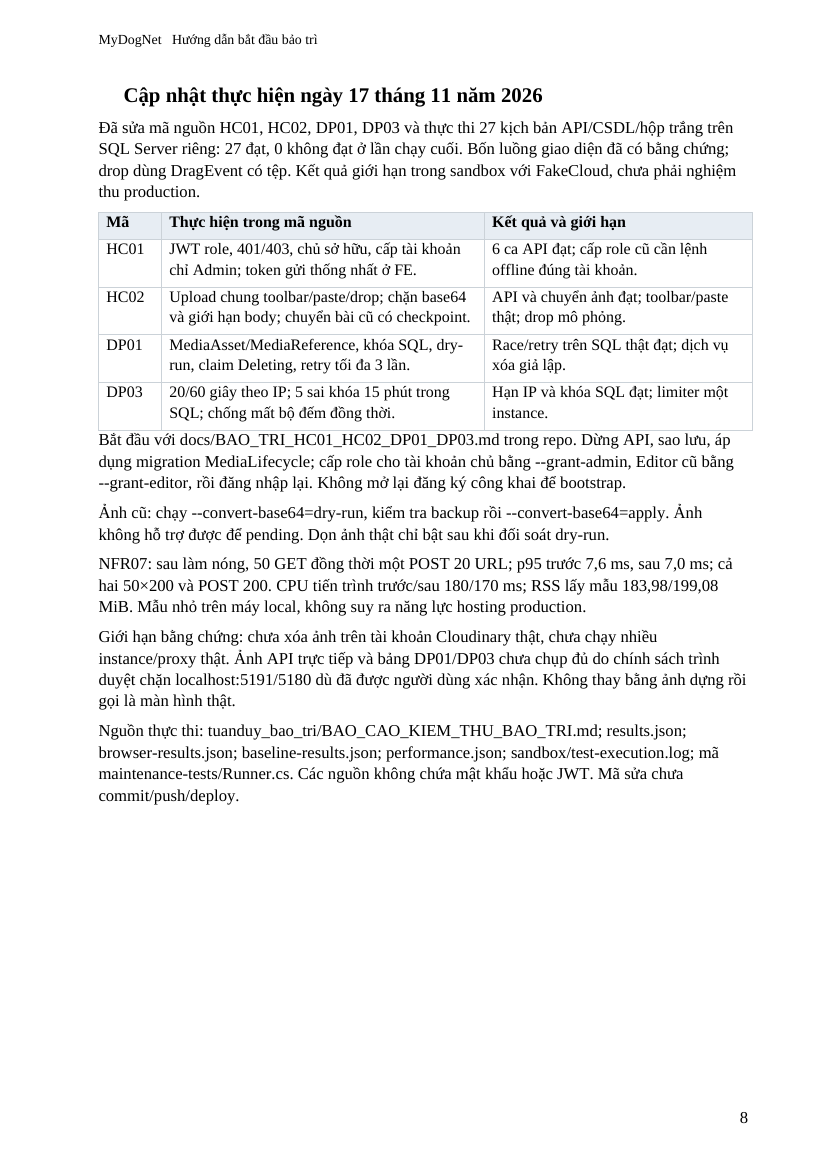 MyDogNet Hướng dẫn bắt đầu bảo trì
Cập nhật thực hiện ngày 17 tháng 11 năm 2026
Đã sửa mã nguồn HC01, HC02, DP01, DP03 và thực thi 27 kịch bản API/CSDL/hộp trắng trên
SQL Server riêng: 27 đạt, 0 không đạt ở lần chạy cuối. Bốn luồng giao diện đã có bằng chứng;
drop dùng DragEvent có tệp. Kết quả giới hạn trong sandbox với FakeCloud, chưa phải nghiệm
thu production.
Mã Thực hiện trong mã nguồn Kết quả và giới hạn
HC01 JWT role, 401/403, chủ sở hữu, cấp tài khoản 6 ca API đạt; cấp role cũ cần lệnh
chỉ Admin; token gửi thống nhất ở FE. offline đúng tài khoản.
HC02 Upload chung toolbar/paste/drop; chặn base64 API và chuyển ảnh đạt; toolbar/paste
và giới hạn body; chuyển bài cũ có checkpoint. thật; drop mô phỏng.
DP01 MediaAsset/MediaReference, khóa SQL, dry- Race/retry trên SQL thật đạt; dịch vụ
run, claim Deleting, retry tối đa 3 lần. xóa giả lập.
DP03 20/60 giây theo IP; 5 sai khóa 15 phút trong Hạn IP và khóa SQL đạt; limiter một
SQL; chống mất bộ đếm đồng thời. instance.
Bắt đầu với docs/BAO_TRI_HC01_HC02_DP01_DP03.md trong repo. Dừng API, sao lưu, áp
dụng migration MediaLifecycle; cấp role cho tài khoản chủ bằng --grant-admin, Editor cũ bằng
--grant-editor, rồi đăng nhập lại. Không mở lại đăng ký công khai để bootstrap.
Ảnh cũ: chạy --convert-base64=dry-run, kiểm tra backup rồi --convert-base64=apply. Ảnh
không hỗ trợ được để pending. Dọn ảnh thật chỉ bật sau khi đối soát dry-run.
NFR07: sau làm nóng, 50 GET đồng thời một POST 20 URL; p95 trước 7,6 ms, sau 7,0 ms; cả
hai 50×200 và POST 200. CPU tiến trình trước/sau 180/170 ms; RSS lấy mẫu 183,98/199,08
MiB. Mẫu nhỏ trên máy local, không suy ra năng lực hosting production.
Giới hạn bằng chứng: chưa xóa ảnh trên tài khoản Cloudinary thật, chưa chạy nhiều
instance/proxy thật. Ảnh API trực tiếp và bảng DP01/DP03 chưa chụp đủ do chính sách trình
duyệt chặn localhost:5191/5180 dù đã được người dùng xác nhận. Không thay bằng ảnh dựng rồi
gọi là màn hình thật.
Nguồn thực thi: tuanduy_bao_tri/BAO_CAO_KIEM_THU_BAO_TRI.md; results.json;
browser-results.json; baseline-results.json; performance.json; sandbox/test-execution.log; mã
maintenance-tests/Runner.cs. Các nguồn không chứa mật khẩu hoặc JWT. Mã sửa chưa
commit/push/deploy.
8